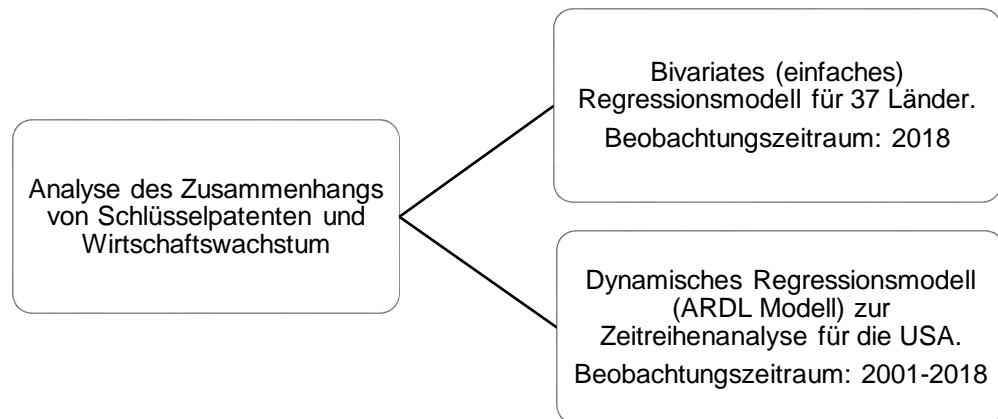 Analyse des Zusammenhangs
von Schlüsselpatenten und
Wirtschaftswachstum
Bivariates (einfaches)
Regressionsmodell für 37 Länder.
Beobachtungszeitraum: 2018
Dynamisches Regressionsmodell
(ARDL Modell) zur
Zeitreihenanalyse für die USA.
Beobachtungszeitraum: 2001-2018